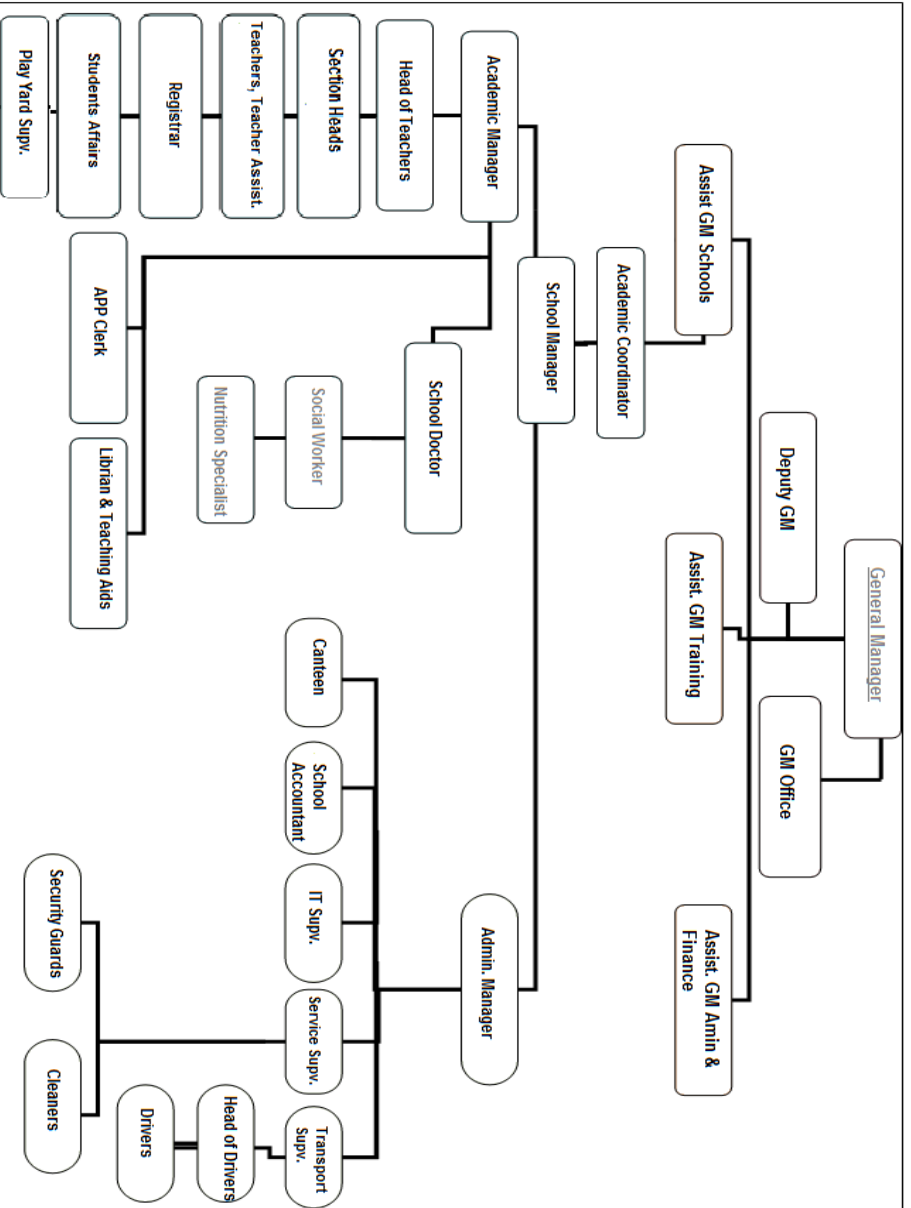 General Manager
Deputy GM
GM Office
Assist GM Schools
Assist. GM Training
Assist. GM Amin &
Finance
Academic Coordinator
School Manager
Academic Manager
Admin. Manager
Head of Teachers
Section Heads
Teachers, Teacher Assist.
Registrar
Students Affairs
Play Yard Supv.
School Doctor
Social Worker
Nutrition Specialist
APP Clerk
Librian & Teaching Aids
Canteen
School
Accountant
IT Supv.
Service Supv.
Transport
Supv.
Head of Drivers
Drivers
Security Guards
Cleaners